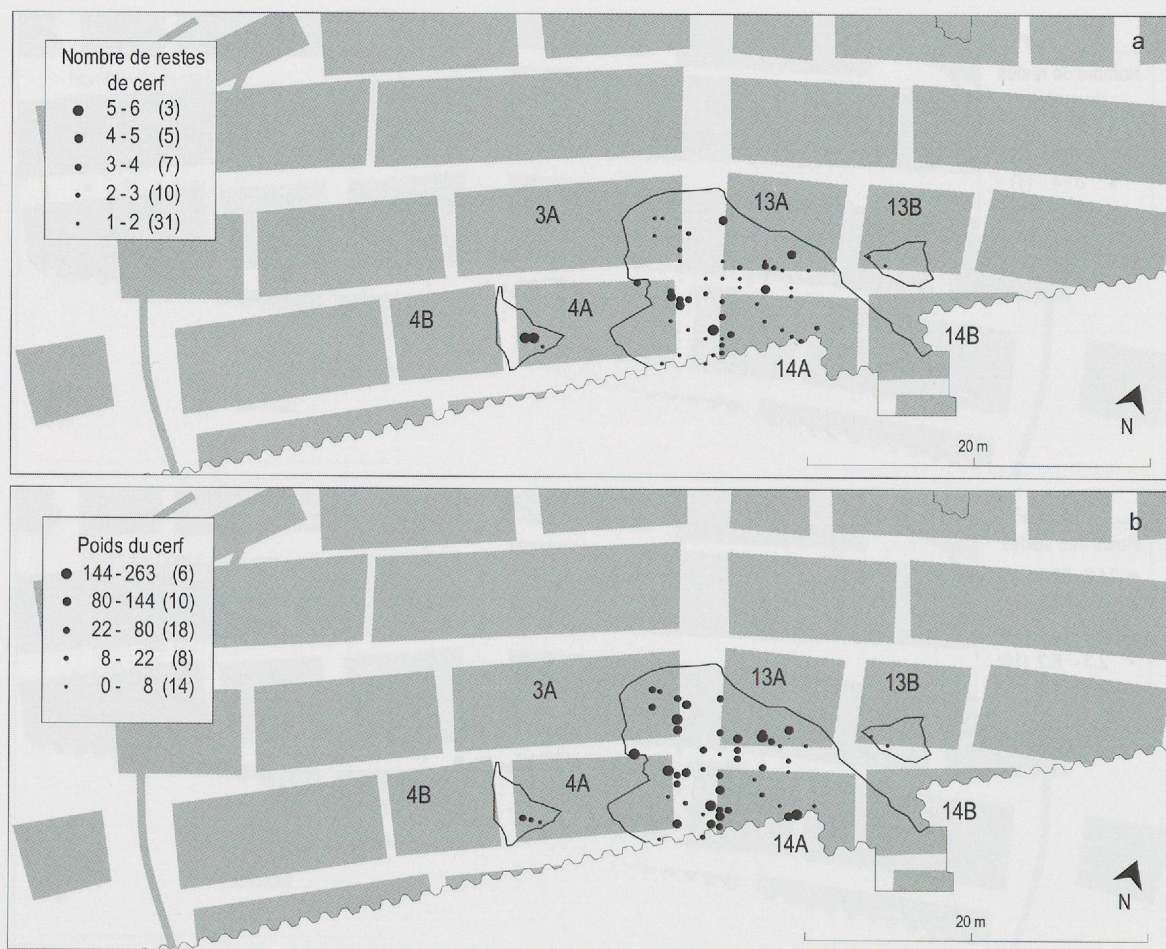 a
Nombre de restes
de cerf
5 - 6 (3)
4 - 5 (5)
3 - 4 (7)
2 - 3 (10)
1 - 2 (31)
3A
13A
13B
4B
4A
14B
14A
N
20 m
b
Poids du cerf
144 - 263 (6)
80 - 144 (10)
22 - 80 (18)
8 - 22 (8)
0 - 8 (14)
3A
13A
13B
4B
4A
14B
14A
N
20 m